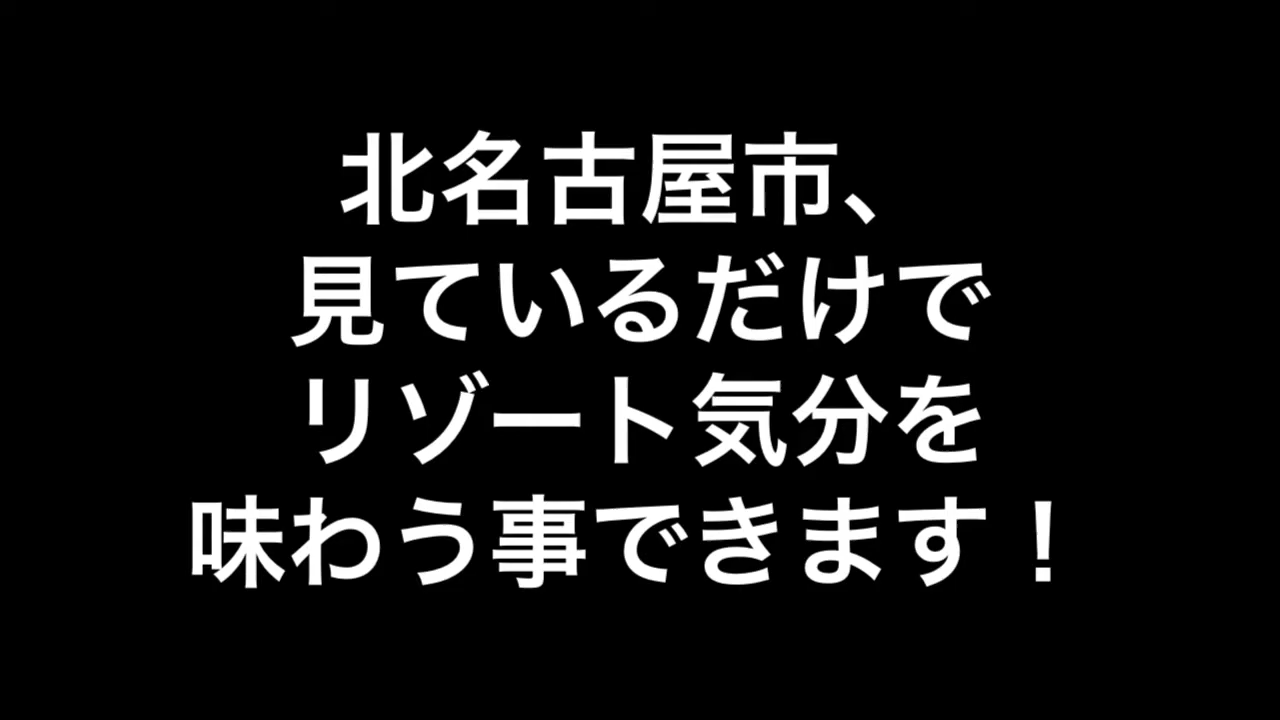 北名古屋市、
見ているだけで
リゾート気分を
味わう事できます！